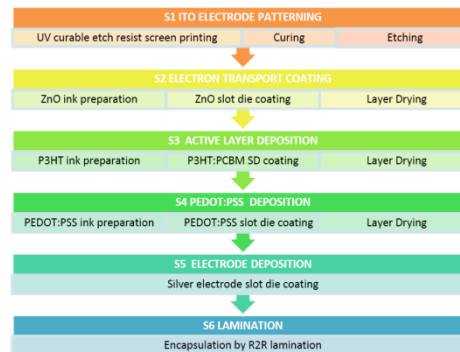 S1 ITO ELECTRODE PATTERNING
UV curable etch resist screen printing Curing Etching
S2 ELECTRON TRANSPORT COATING
ZnO ink preparation ZnO slot die coating Layer Drying
S3 ACTIVE LAYER DEPOSITION
P3HT ink preparation P3HT:PCBM SD coating Layer Drying
S4 PEDOT:PSS DEPOSITION
PEDOT:PSS ink preparation PEDOT:PSS slot die coating Layer Drying
S5 ELECTRODE DEPOSITION
Silver electrode slot die coating
S6 LAMINATION
Encapsulation by R2R lamination